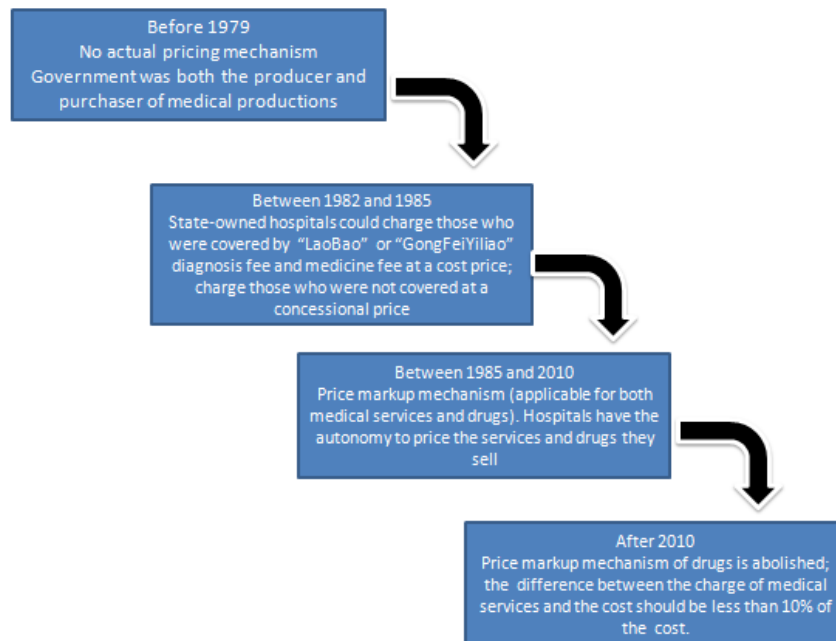 Before 1979
No actual pricing mechanism
Government was both the producer and
purchaser of medical productions
Between 1982 and 1985
State-owned hospitals could charge those who
were covered by “LaoBao” or “GongFeiYiliao”
diagnosis fee and medicine fee at a cost price;
charge those who were not covered at a
concessional price
Between 1985 and 2010
Price markup mechanism (applicable for both
medical services and drugs). Hospitals have the
autonomy to price the services and drugs they
sell
After 2010
Price markup mechanism of drugs is abolished;
the difference between the charge of medical
services and the cost should be less than 10% of
the cost.